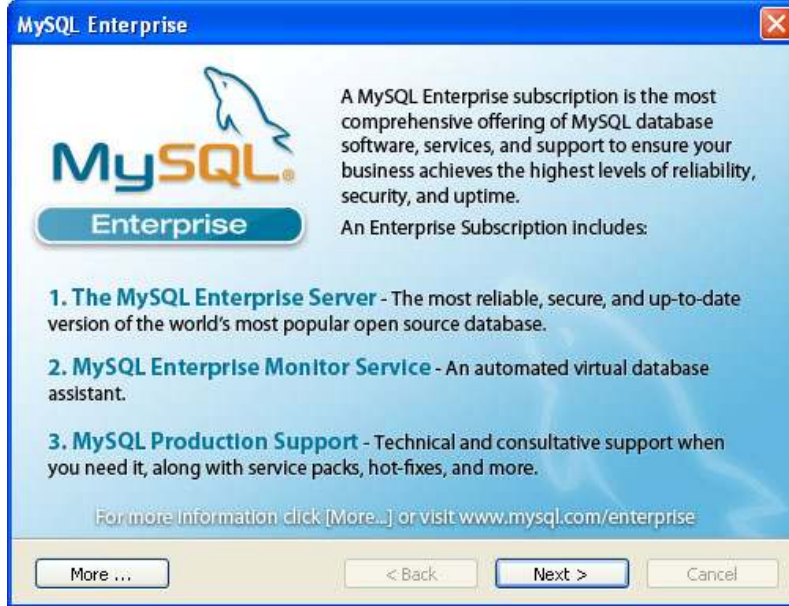 MySQL Enterprise
MySQL®
Enterprise
A MySQL Enterprise subscription is the most
comprehensive offering of MySQL database
software, services, and support to ensure your
business achieves the highest levels of reliability,
security, and uptime.
An Enterprise Subscription includes:
1. The MySQL Enterprise Server - The most reliable, secure, and up-to-date
version of the world's most popular open source database.
2. MySQL Enterprise Monitor Service - An automated virtual database
assistant.
3. MySQL Production Support - Technical and consultative support when
you need it, along with service packs, hot-fixes, and more.
For more information click [More...] or visit www.mysql.com/enterprise
More ...
< Back
Next >
Cancel